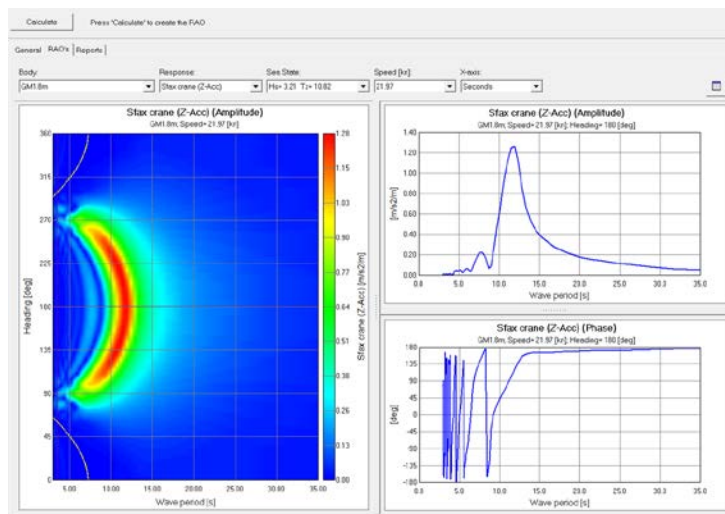 Calculate Press 'Calculate' to create the RAO
General RAO's Reports
Body: Response: Sea State: Speed [kn]: X-axis:
GM1.8m Sfax crane (Z-Acc) Hs= 3.21 Tz= 10.82 21.97 Seconds
Sfax crane (Z-Acc) (Amplitude)
GM1.8m; Speed= 21.97 [kn]
360
315
270
225
180
135
90
45
0
Heading [deg]
5.00 10.00 15.00 20.00 25.00 30.00 35.00
Wave period [s]
1.28
1.16
1.03
0.90
0.77
0.64
0.51
0.39
0.26
0.13
0.00
Sfax crane (Z-Acc) [m/s2/m]
Sfax crane (Z-Acc) (Amplitude)
GM1.8m; Speed= 21.97 [kn]; Heading= 180 [deg]
1.40
1.20
1.00
0.80
0.60
0.40
0.20
0.00
[m/s2/m]
0.0 5.0 10.0 15.0 20.0 25.0 30.0 35.0
Wave period [s]
Sfax crane (Z-Acc) (Phase)
GM1.8m; Speed= 21.97 [kn]; Heading= 180 [deg]
180
135
90
45
0
-45
-90
-135
-180
[deg]
0.0 5.0 10.0 15.0 20.0 25.0 30.0 35.0
Wave period [s]